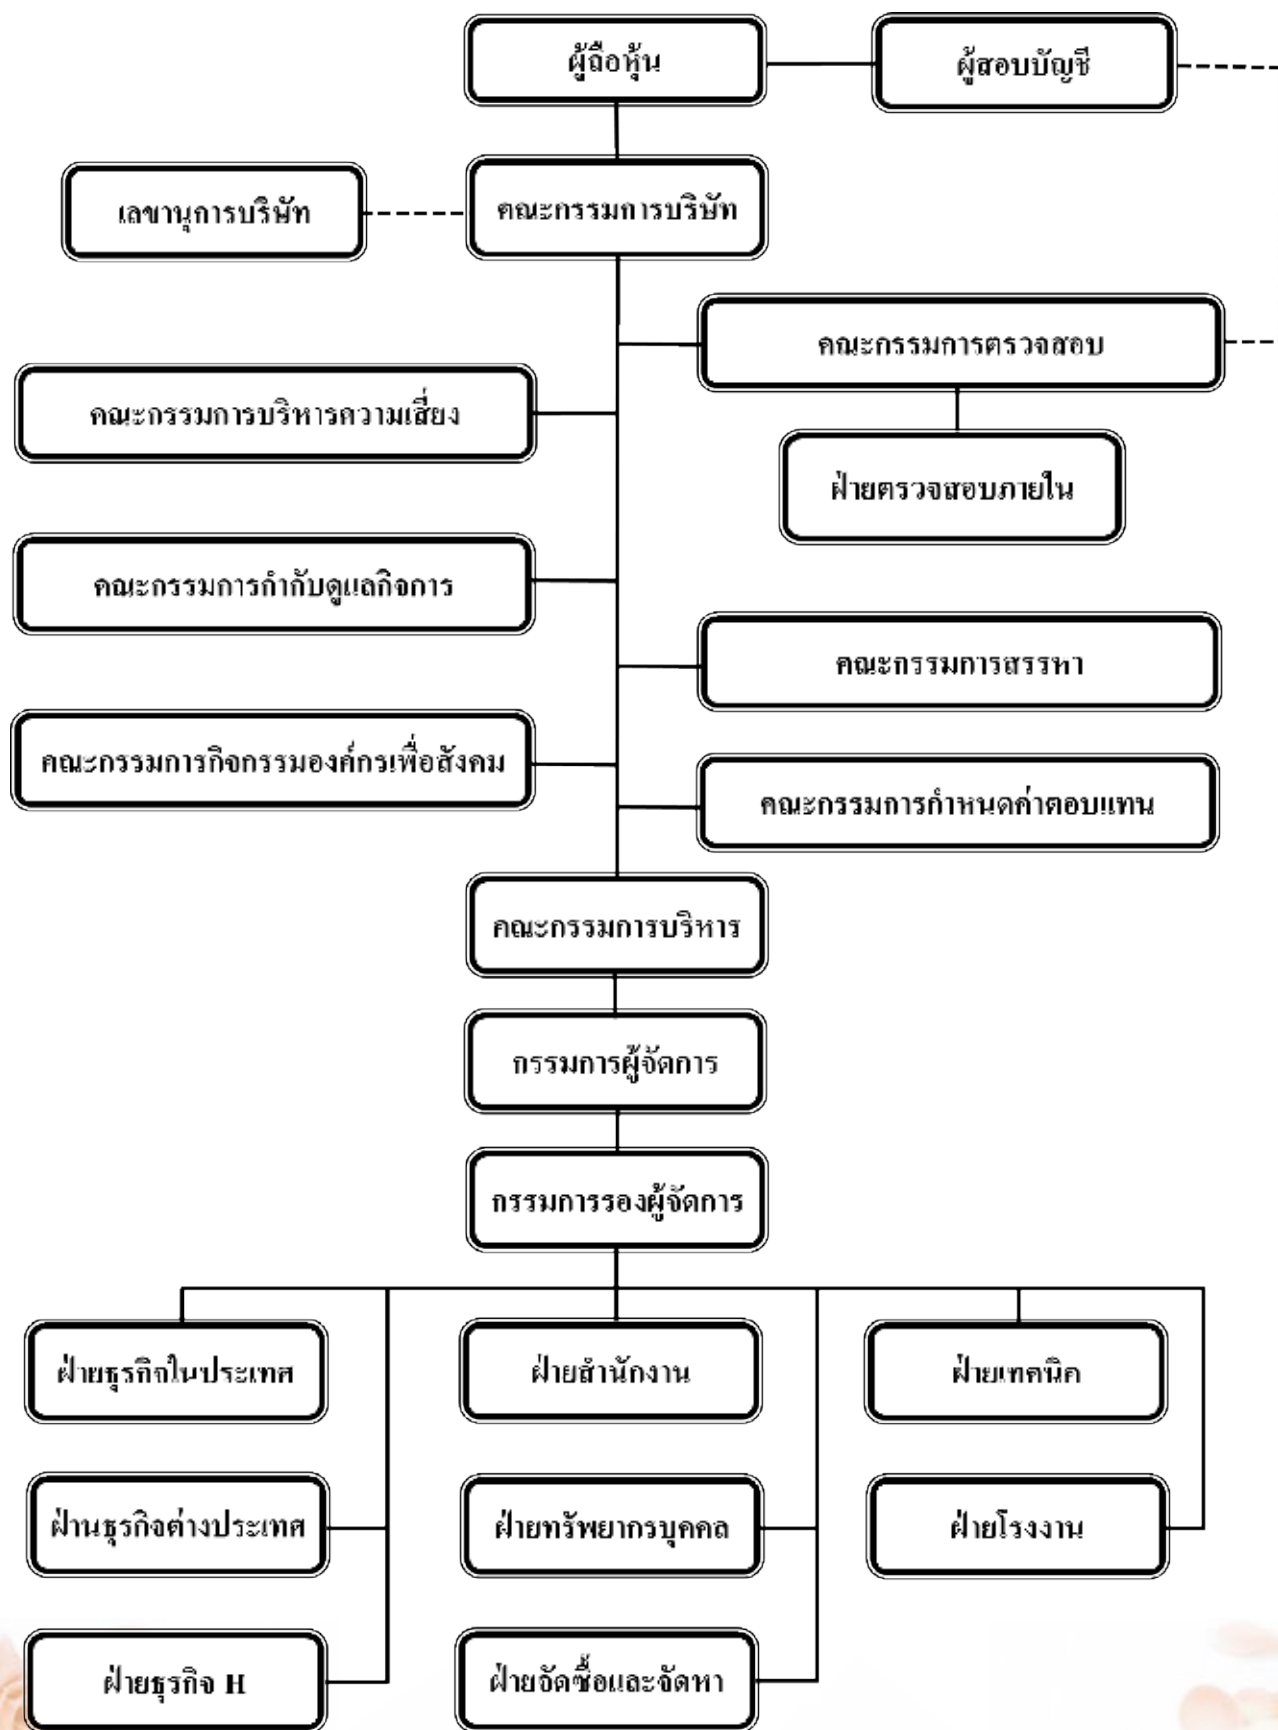 ผู้ถือหุ้น
ผู้สอบบัญชี
เลขานุการบริษัท
คณะกรรมการบริษัท
คณะกรรมการตรวจสอบ
คณะกรรมการบริหารความเสี่ยง
ฝ่ายตรวจสอบภายใน
คณะกรรมการกำกับดูแลกิจการ
คณะกรรมการสรรหา
คณะกรรมการกิจกรรมองค์กรเพื่อสังคม
คณะกรรมการกำหนดค่าตอบแทน
คณะกรรมการบริหาร
กรรมการผู้จัดการ
กรรมการรองผู้จัดการ
ฝ่ายธุรกิจในประเทศ
ฝ่ายสำนักงาน
ฝ่ายเทคนิค
ฝ่านธุรกิจต่างประเทศ
ฝ่ายทรัพยากรบุคคล
ฝ่ายโรงงาน
ฝ่ายธุรกิจ H
ฝ่ายจัดซื้อและจัดหา